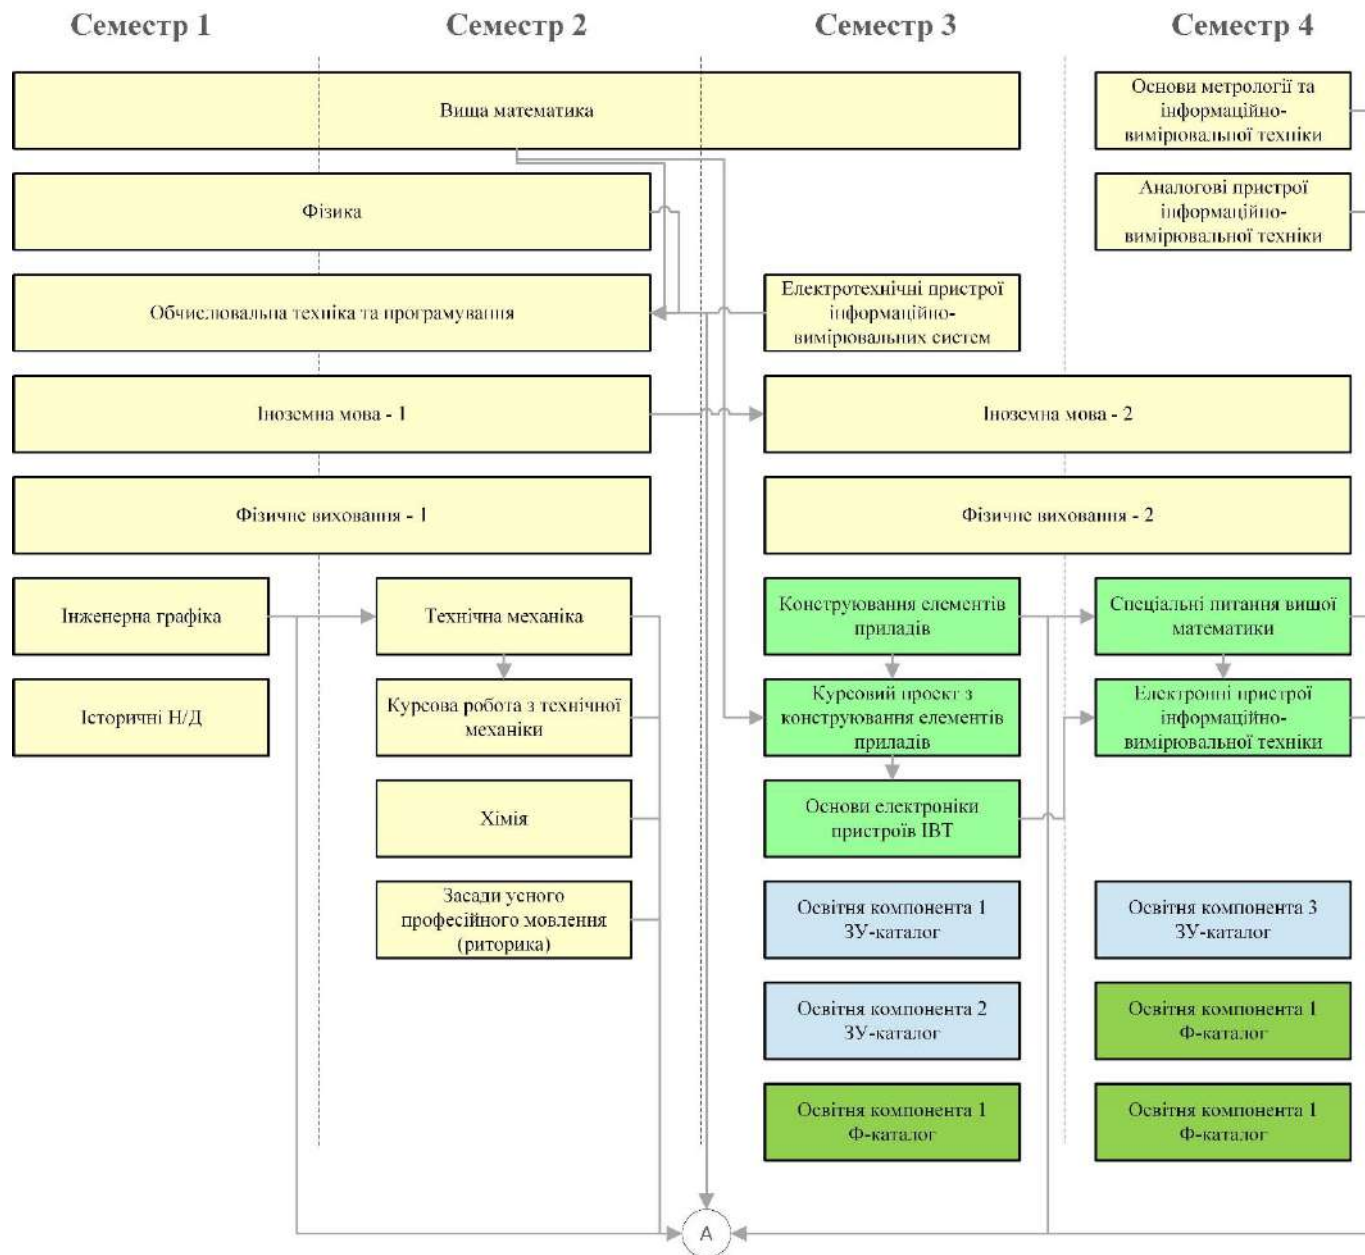 Семестр 1
Семестр 2
Семестр 3
Семестр 4
Вища математика
Основи метрології та
інформаційно-
вимірювальної техніки
Фізика
Аналогові пристрої
інформаційно-
вимірювальної техніки
Обчислювальна техніка та програмування
Електротехнічні пристрої
інформаційно-
вимірювальних систем
Іноземна мова - 1
Іноземна мова - 2
Фізичне виховання - 1
Фізичне виховання - 2
Інженерна графіка
Технічна механіка
Конструювання елементів
приладів
Спеціальні питання вищої
математики
Історичні Н/Д
Курсова робота з технічної
механіки
Курсовий проєкт з
конструювання елементів
приладів
Електронні пристрої
інформаційно-
вимірювальної техніки
Хімія
Основи електроніки
пристроїв ІВТ
Засади усного
професійного мовлення
(риторика)
Освітня компонента 1
ЗУ-каталог
Освітня компонента 3
ЗУ-каталог
Освітня компонента 2
ЗУ-каталог
Освітня компонента 1
Ф-каталог
Освітня компонента 1
Ф-каталог
Освітня компонента 1
Ф-каталог
А